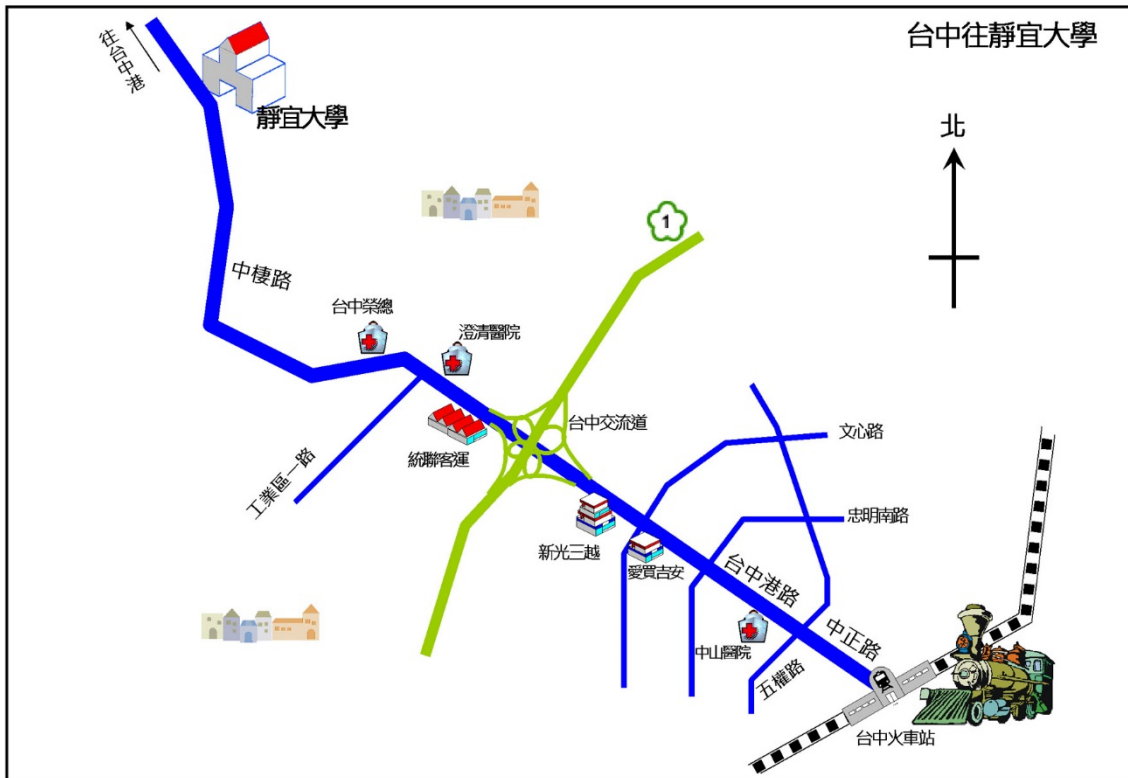 台中往靜宜大學
往台中港
靜宜大學
北
1
中棲路
台中榮總
澄清醫院
台中交流道
文心路
統聯客運
工業區一路
忠明南路
新光三越
愛買吉安
台中港路
中正路
中山醫院
五權路
台中火車站